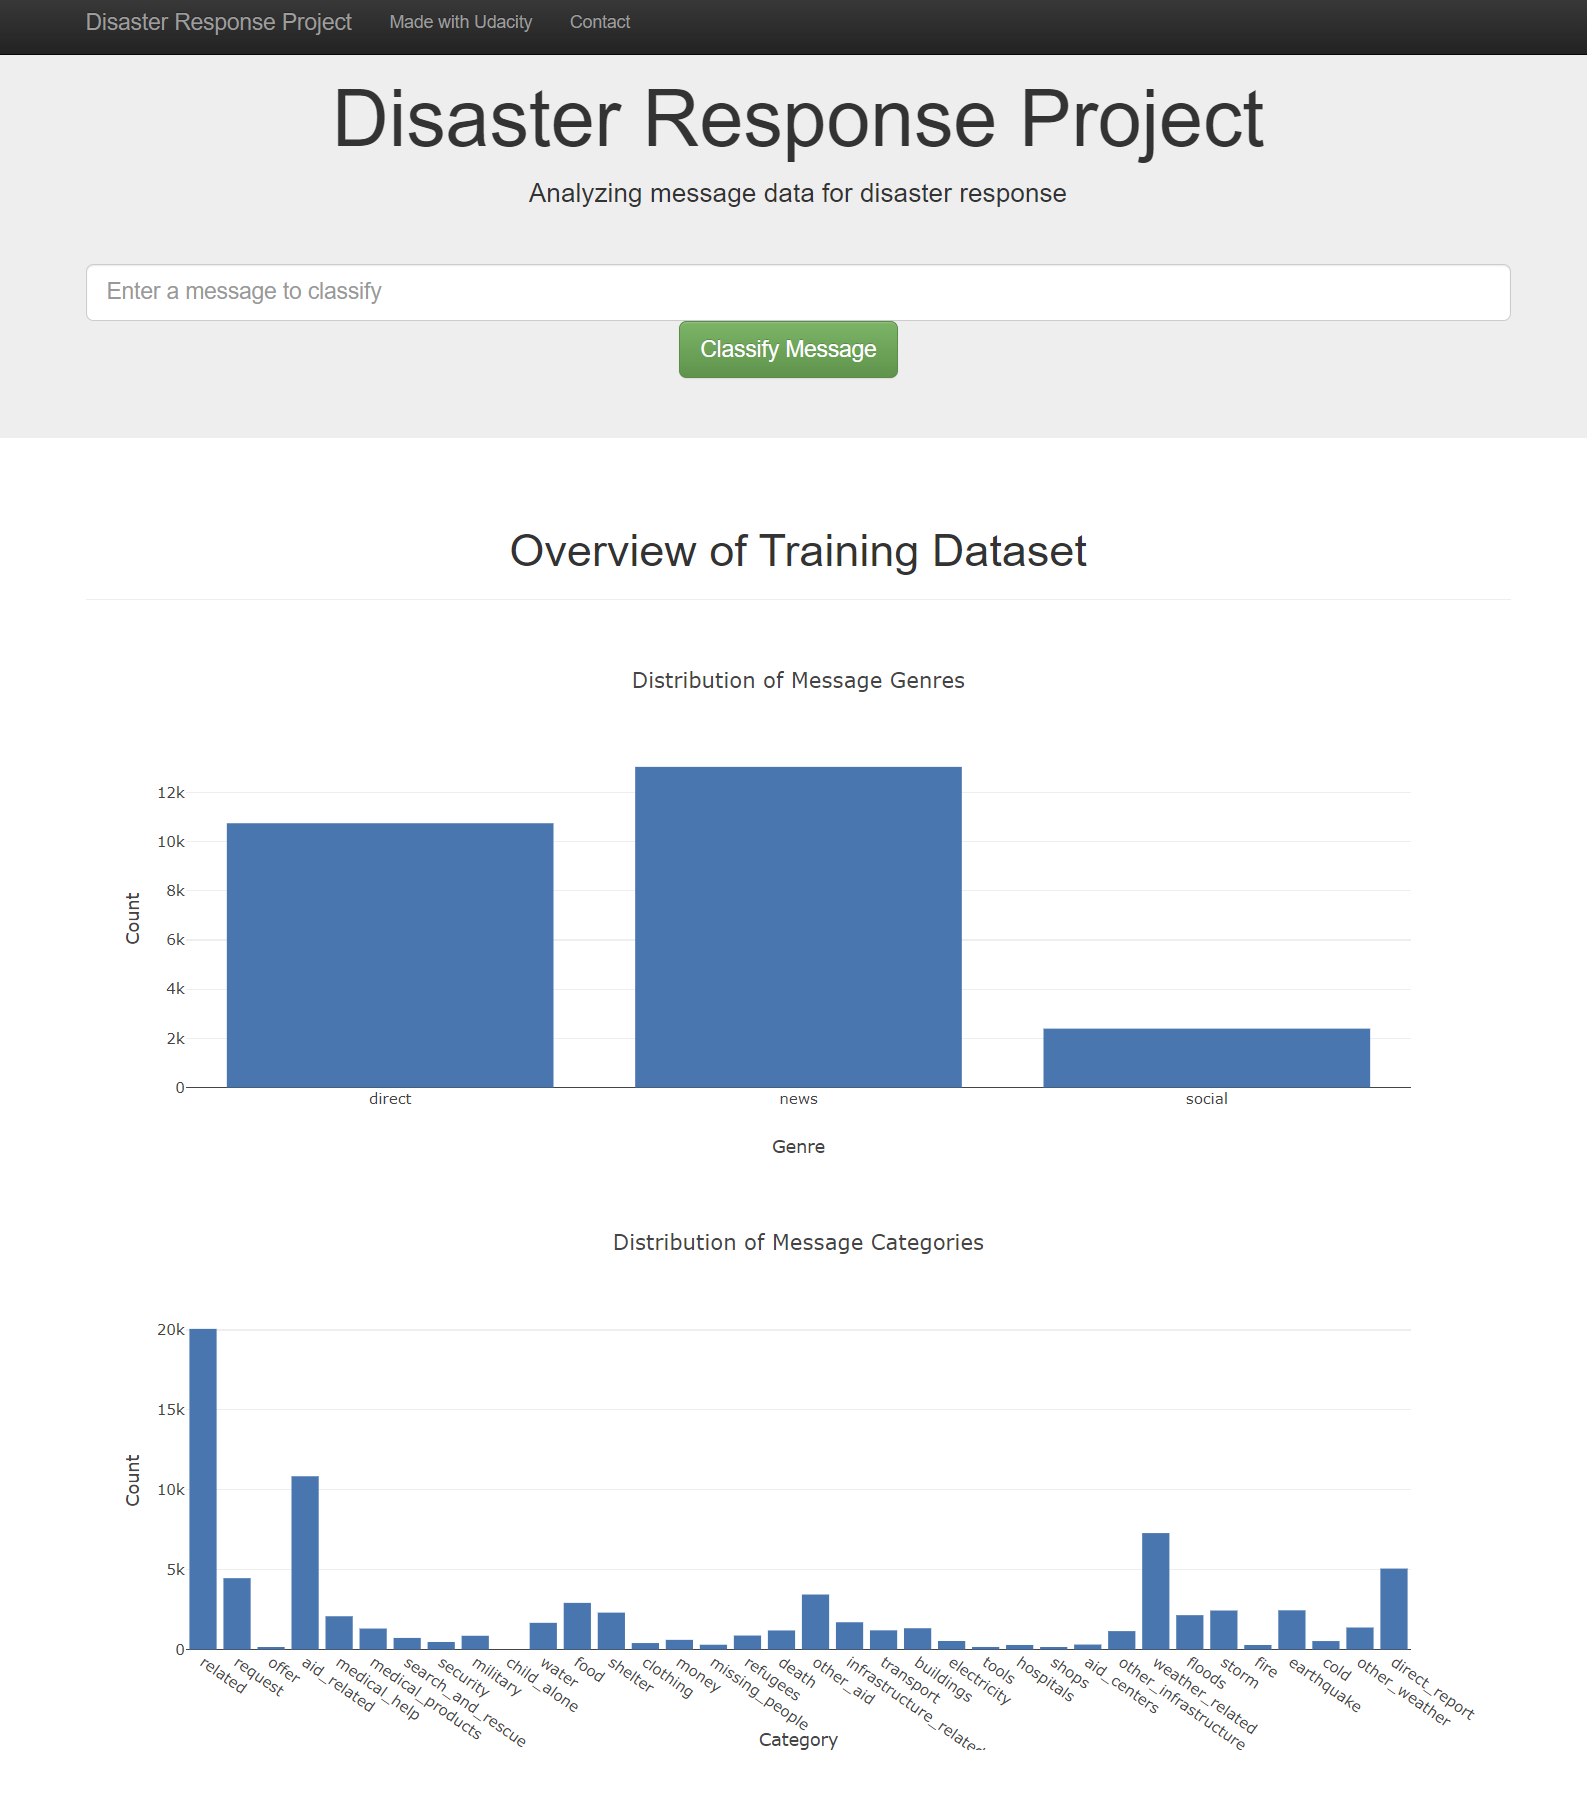 Disaster Response Project Made with Udacity Contact
Disaster Response Project
Analyzing message data for disaster response
Enter a message to classify
Classify Message
Overview of Training Dataset
Distribution of Message Genres
12k
10k
8k
6k
4k
2k
0
Count
direct news social
Genre
Distribution of Message Categories
20k
15k
10k
5k
0
Count
related
request
offer
aid_related
medical_help
medical_products
search_and_rescue
security
military
child_alone
water
food
shelter
clothing
money
missing_people
refugees
death
other_aid
infrastructure_related
transport
buildings
electricity
tools
hospitals
shops
aid_centers
other_infrastructure
weather_related
floods
storm
fire
earthquake
cold
other_weather
direct_report
Category